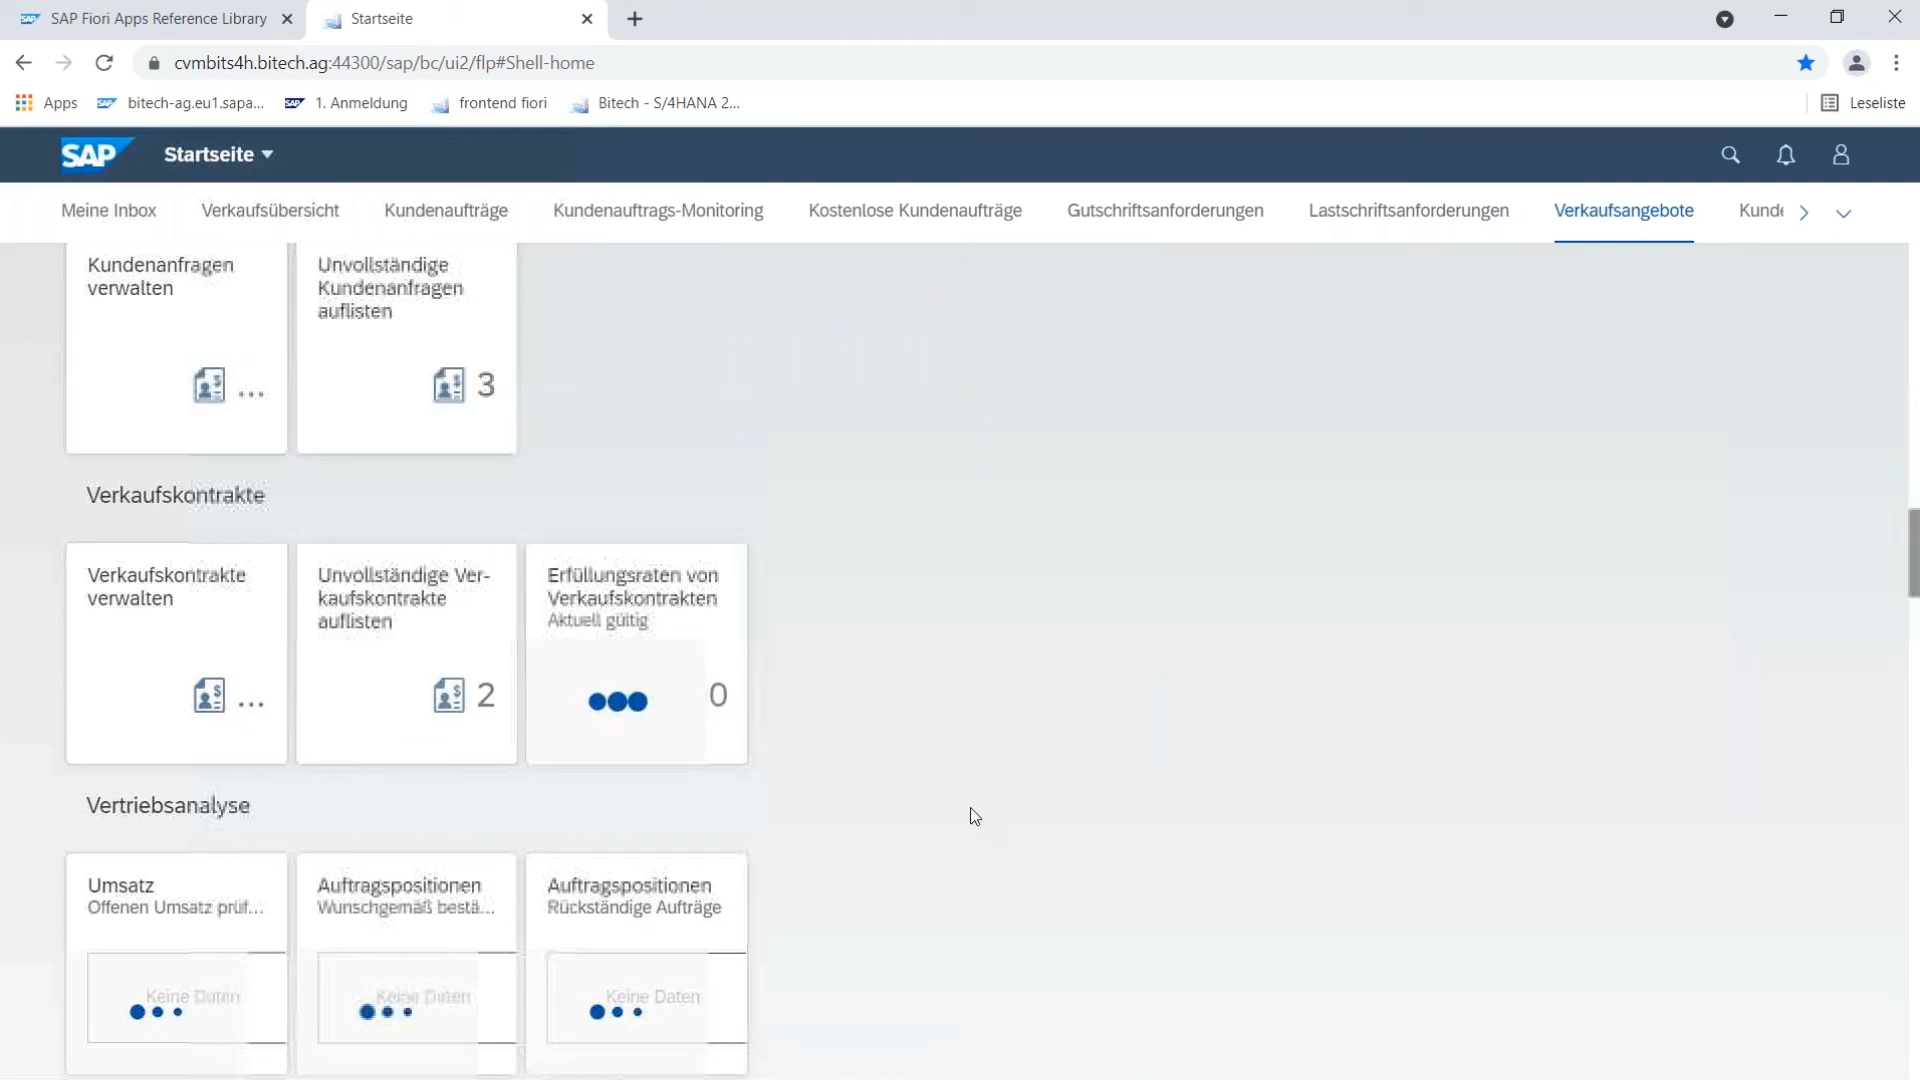 SAP Fiori Apps Reference Library
Startseite
cvmbits4h.bitech.ag:44300/sap/bc/ui2/flp#Shell-home
Apps
bitech-ag.eu1.sapa...
1. Anmeldung
frontend fiori
Bitech - S/4HANA 2...
Leseliste
SAP
Startseite
Meine Inbox
Verkaufsübersicht
Kundenaufträge
Kundenauftrags-Monitoring
Kostenlose Kundenaufträge
Gutschriftsanforderungen
Lastschriftsanforderungen
Verkaufsangebote
Kunde
Kundenanfragen
verwalten
...
Unvollständige
Kundenanfragen
auflisten
3
Verkaufskontrakte
Verkaufskontrakte
verwalten
...
Unvollständige Ver-
kaufskontrakte
auflisten
2
Erfüllungsraten von
Verkaufskontrakten
Aktuell gültig
0
Vertriebsanalyse
Umsatz
Offenen Umsatz prüf...
Keine Daten
Auftragspositionen
Wunschgemäß bestä...
Keine Daten
Auftragspositionen
Rückständige Aufträge
Keine Daten